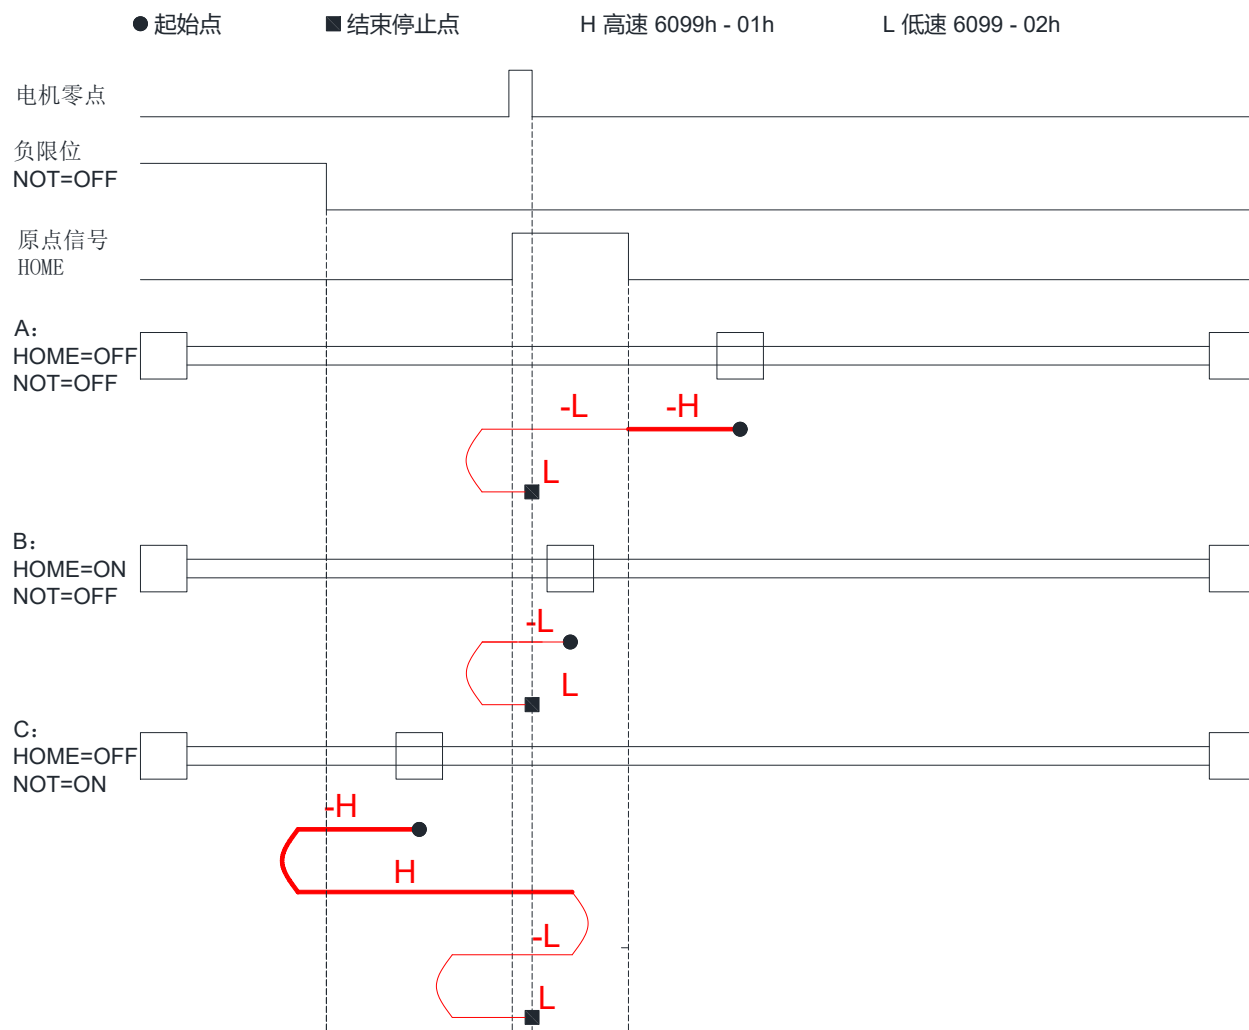 起始点
结束停止点
H 高速 6099h - 01h
L 低速 6099 - 02h
电机零点
负限位
NOT=OFF
原点信号
HOME
A:
HOME=OFF
NOT=OFF
-L
-H
L
B:
HOME=ON
NOT=OFF
-L
L
C:
HOME=OFF
NOT=ON
-H
H
-L
L